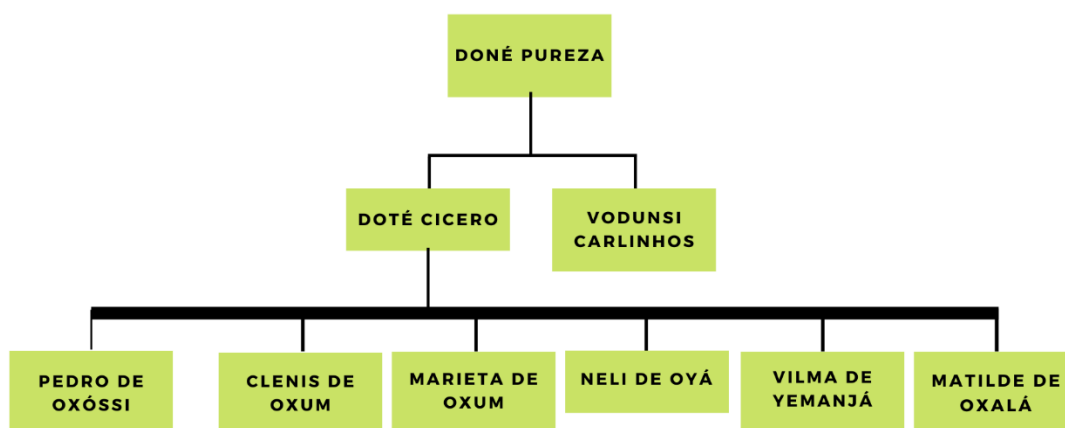 DONÉ PUREZA
DOTÉ CICERO
VODUNSI
CARLINHOS
PEDRO DE
OXÓSSI
CLENIS DE
OXUM
MARIETA DE
OXUM
NELI DE OYÁ
VILMA DE
YEMANJÁ
MATILDE DE
OXALÁ